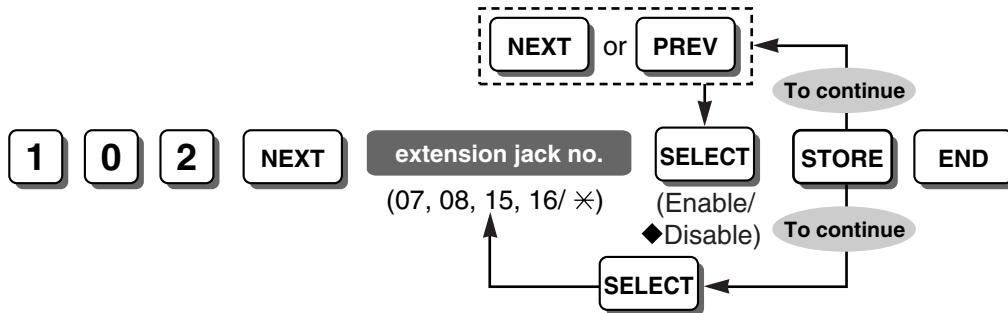 NEXT or PREV
To continue
1 0 2 NEXT extension jack no. SELECT STORE END
(07, 08, 15, 16/ ✳)
(Enable/
◆Disable)
To continue
SELECT